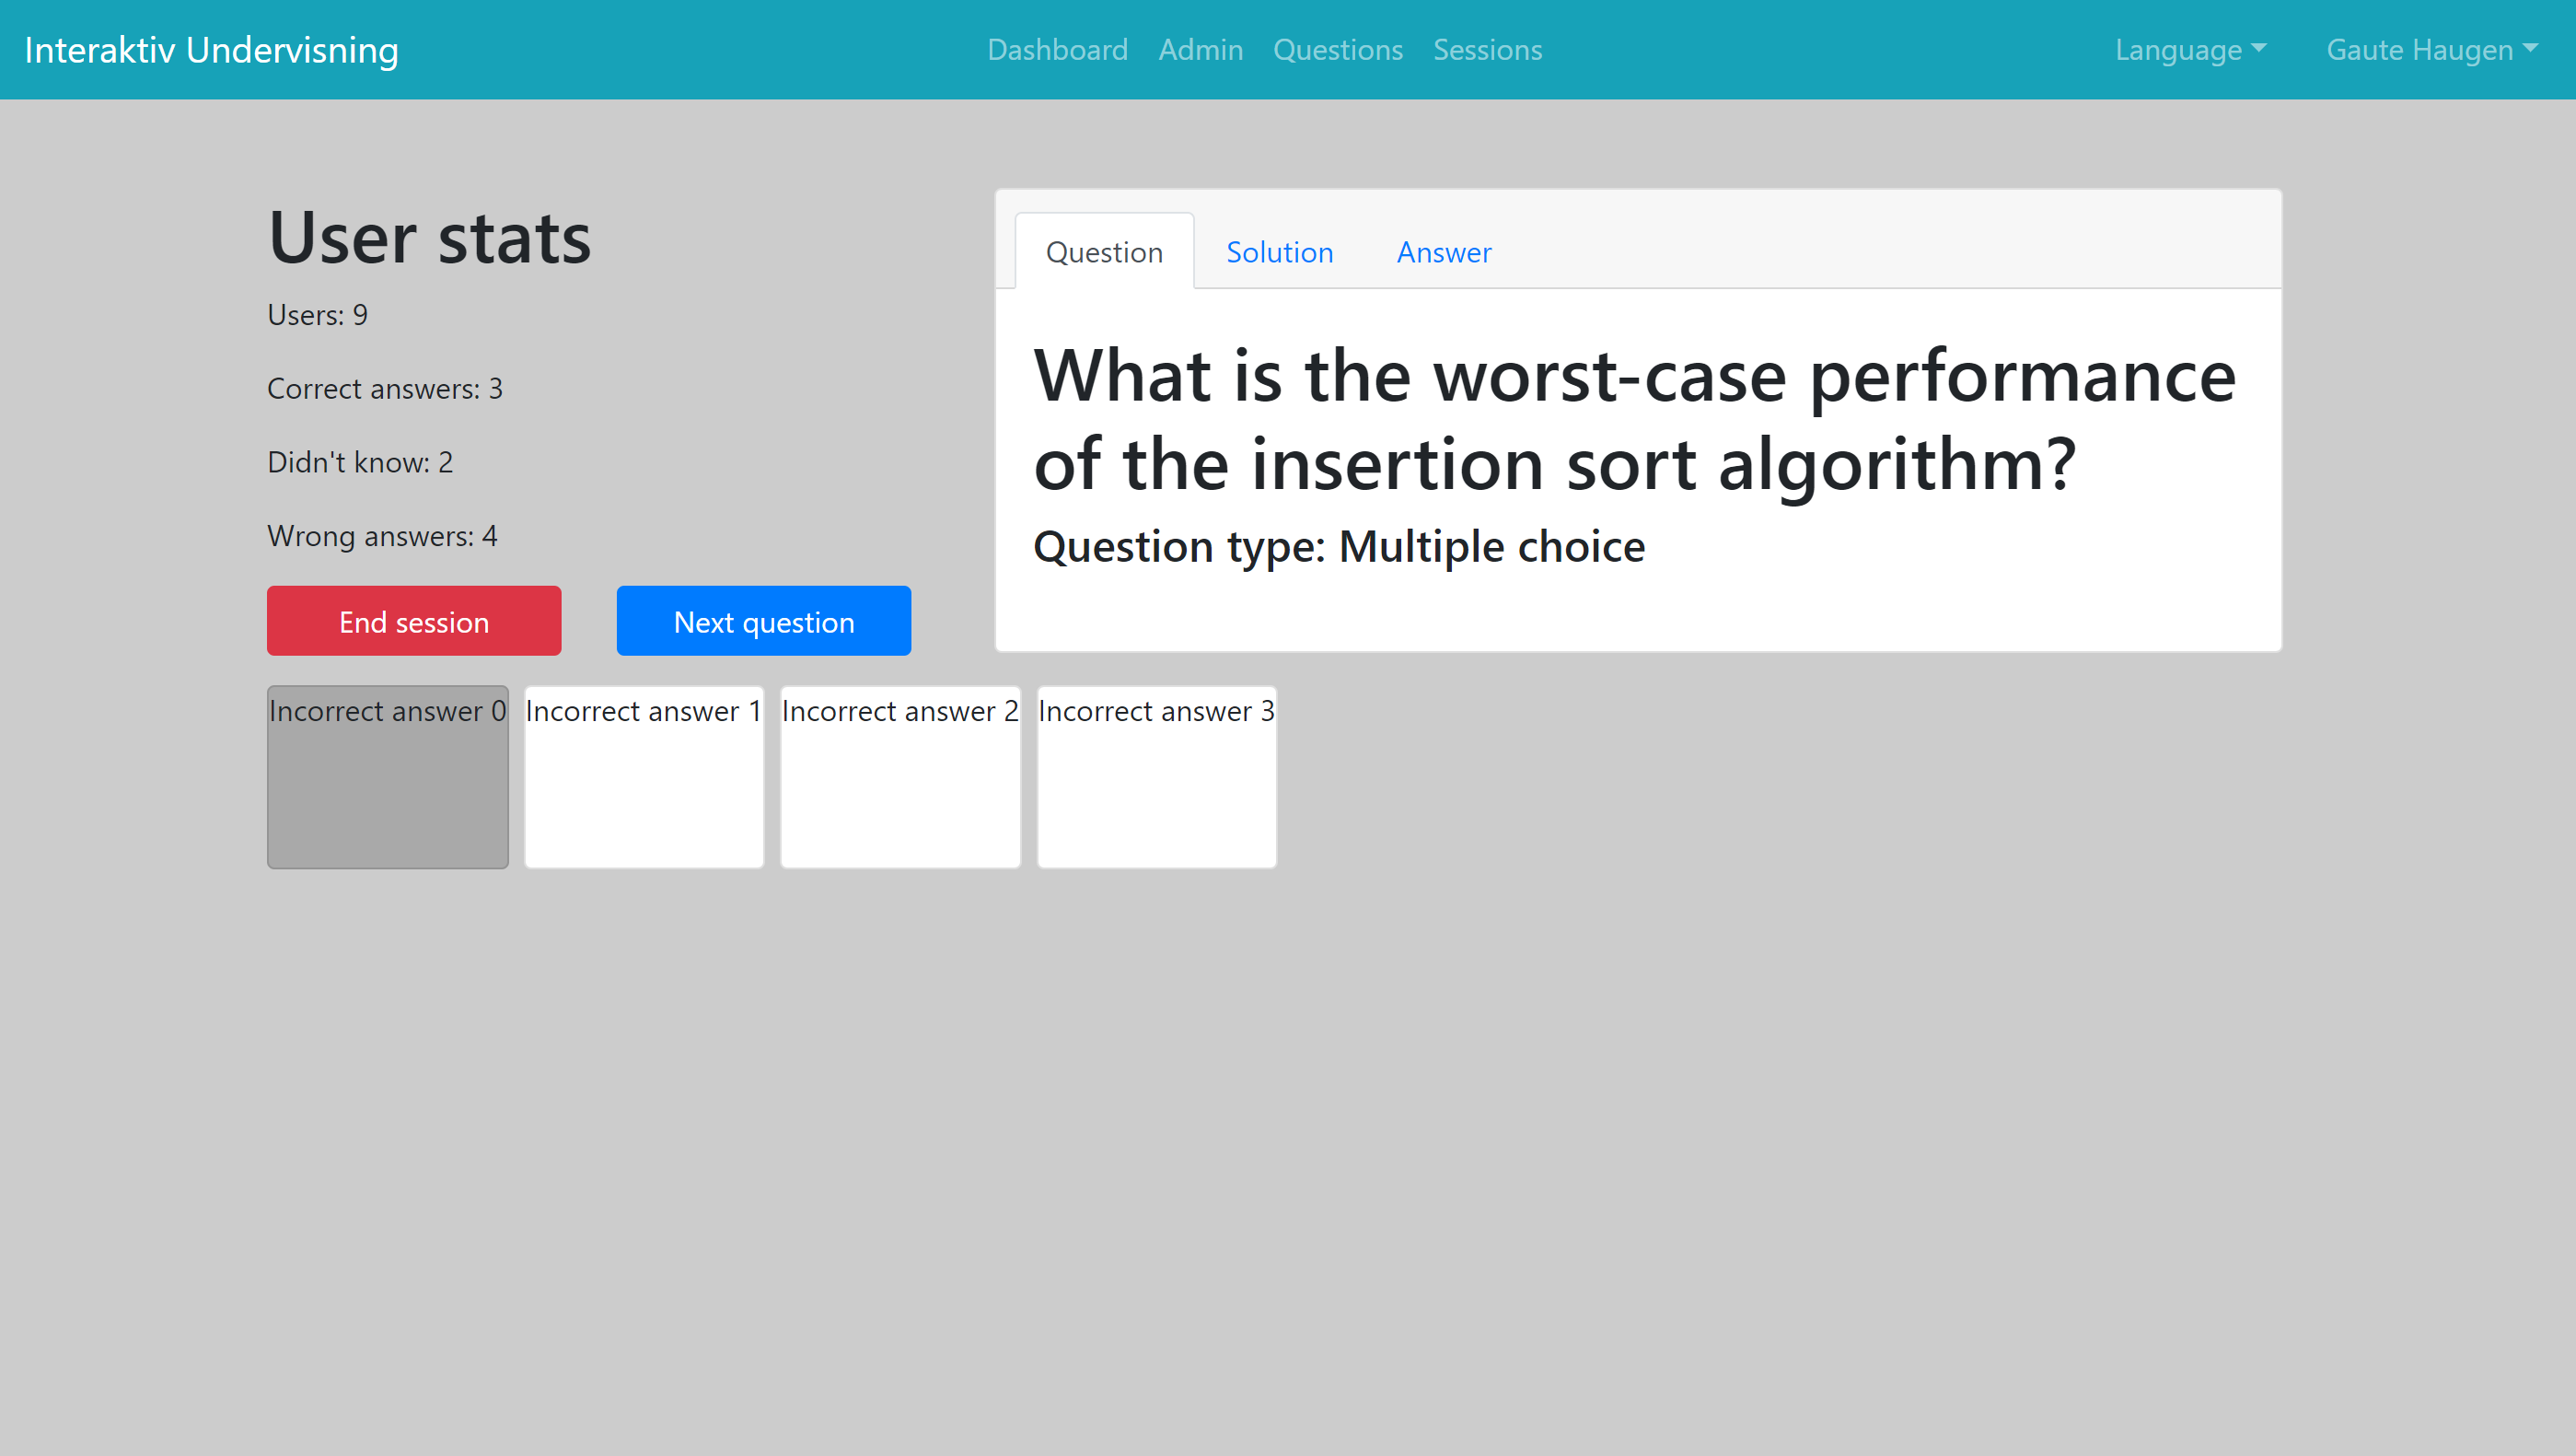 Interaktiv Undervisning
Dashboard Admin Questions Sessions
Language
Gaute Haugen
User stats
Users: 9
Correct answers: 3
Didn't know: 2
Wrong answers: 4
End session
Next question
Question Solution Answer
What is the worst-case performance
of the insertion sort algorithm?
Question type: Multiple choice
Incorrect answer 0
Incorrect answer 1
Incorrect answer 2
Incorrect answer 3